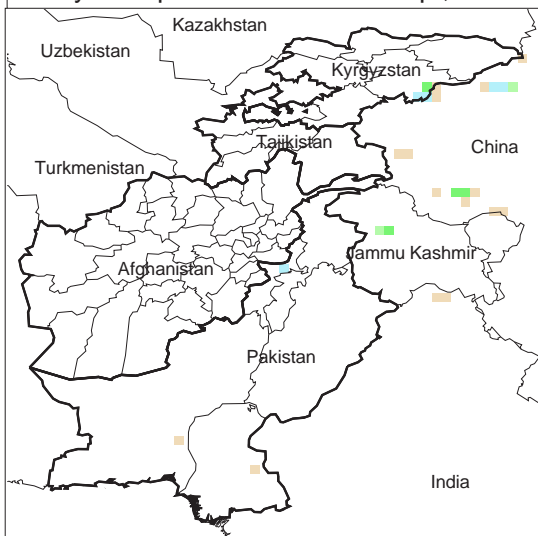 Kazakhstan
Uzbekistan
Kyrgyzstan
Tajikistan
China
Turkmenistan
Jammu Kashmir
Afghanistan
Pakistan
India